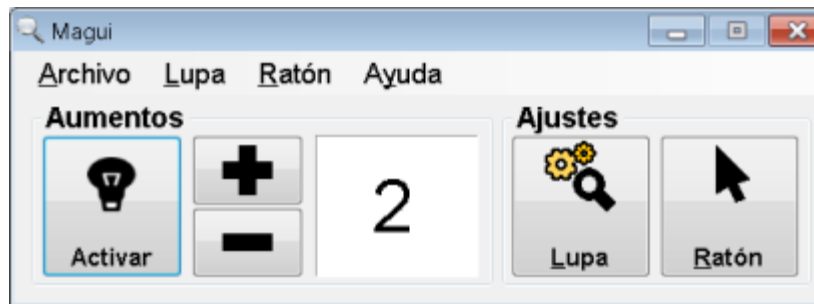 Magui
Archivo Lupa Ratón Ayuda
Aumentos Ajustes
2
Activar Lupa Ratón